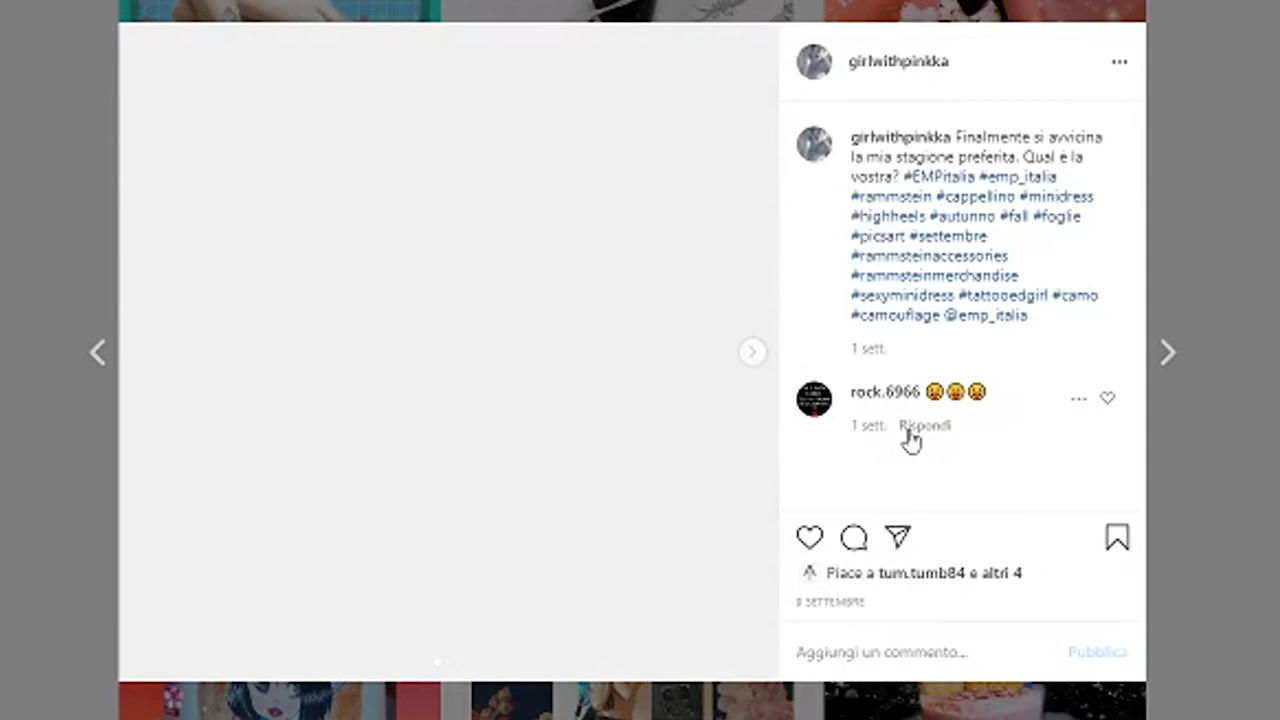 girlwithpinkka
girlwithpinkka Finalmente si avvicina
la mia stagione preferita. Qual è la
vostra? #EMPitalia #emp_italia
#rammstein #cappellino #minidress
#highheels #autunno #fall #foglie
#picsart #settembre
#rammsteinaccessories
#rammsteinmerchandise
#sexyminidress #tattooedgirl #camo
#camouflage @emp_italia
1 sett.
rock.6966 😫😫😫
1 sett. Rispondi
Piace a tum.tumb84 e altri 4
9 SETTEMBRE
Aggiungi un commento... Pubblica